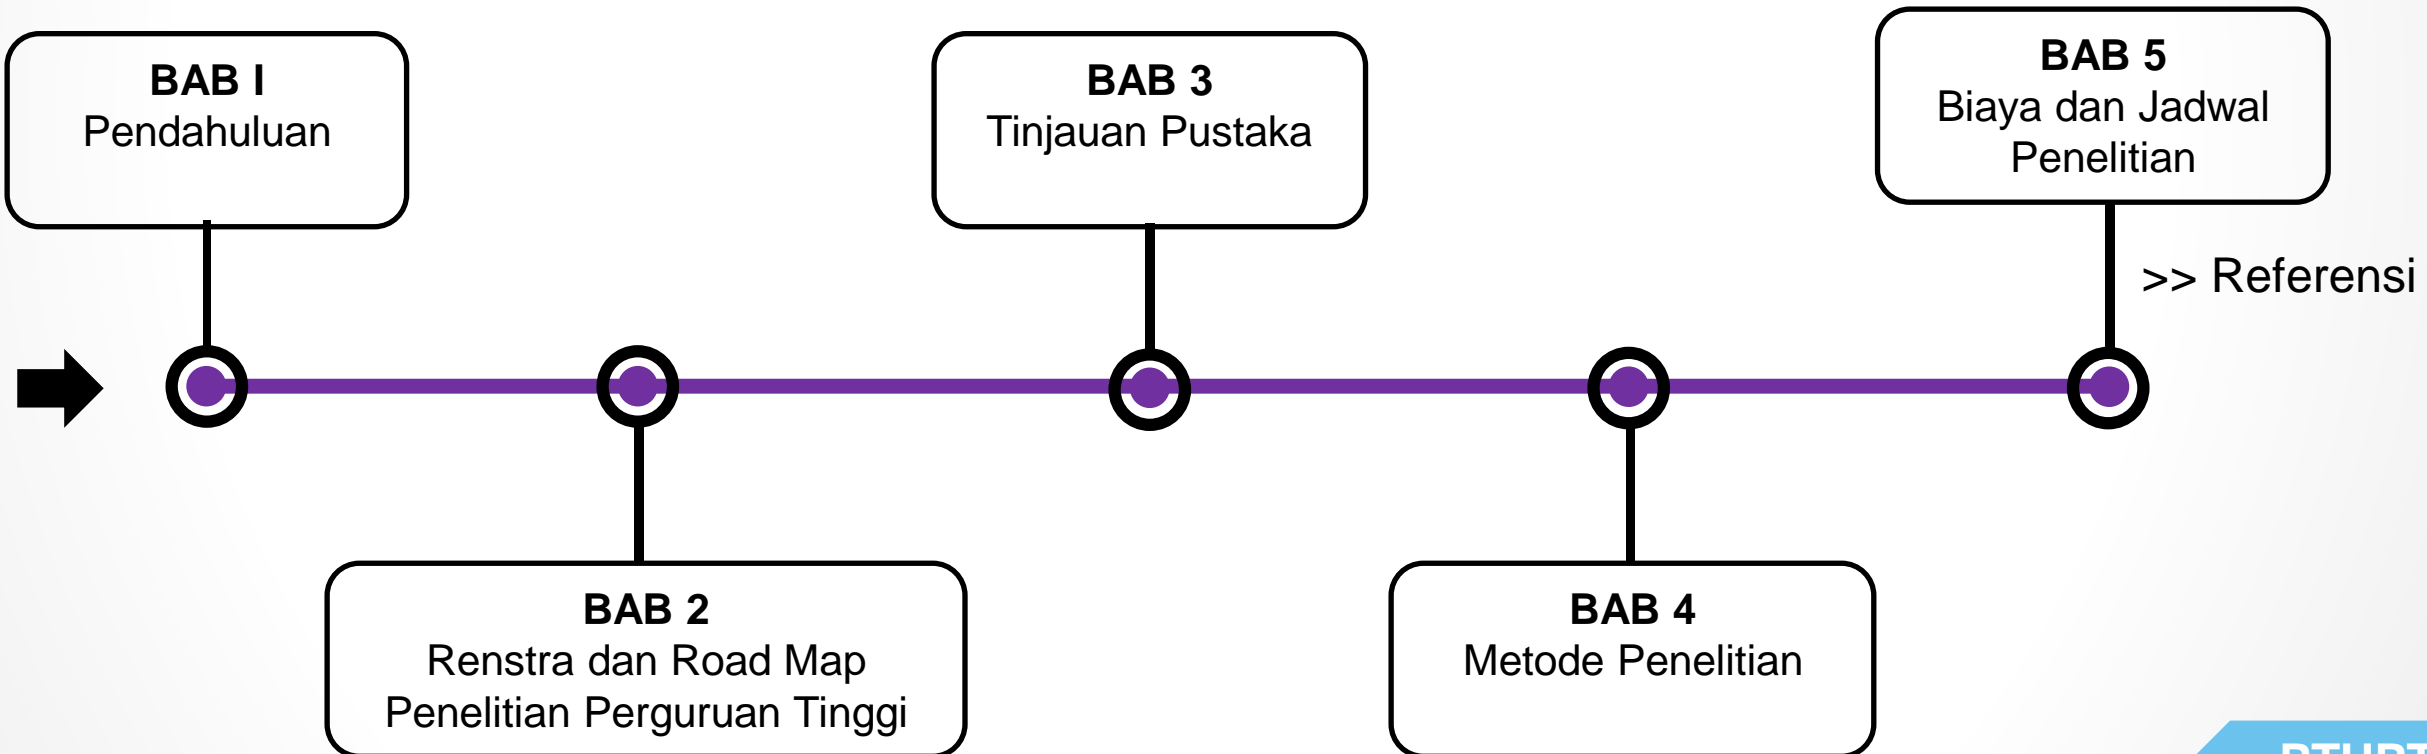 BAB I
Pendahuluan
BAB 2
Renstra dan Road Map
Penelitian Perguruan Tinggi
BAB 3
Tinjauan Pustaka
BAB 4
Metode Penelitian
BAB 5
Biaya dan Jadwal
Penelitian
>> Referensi